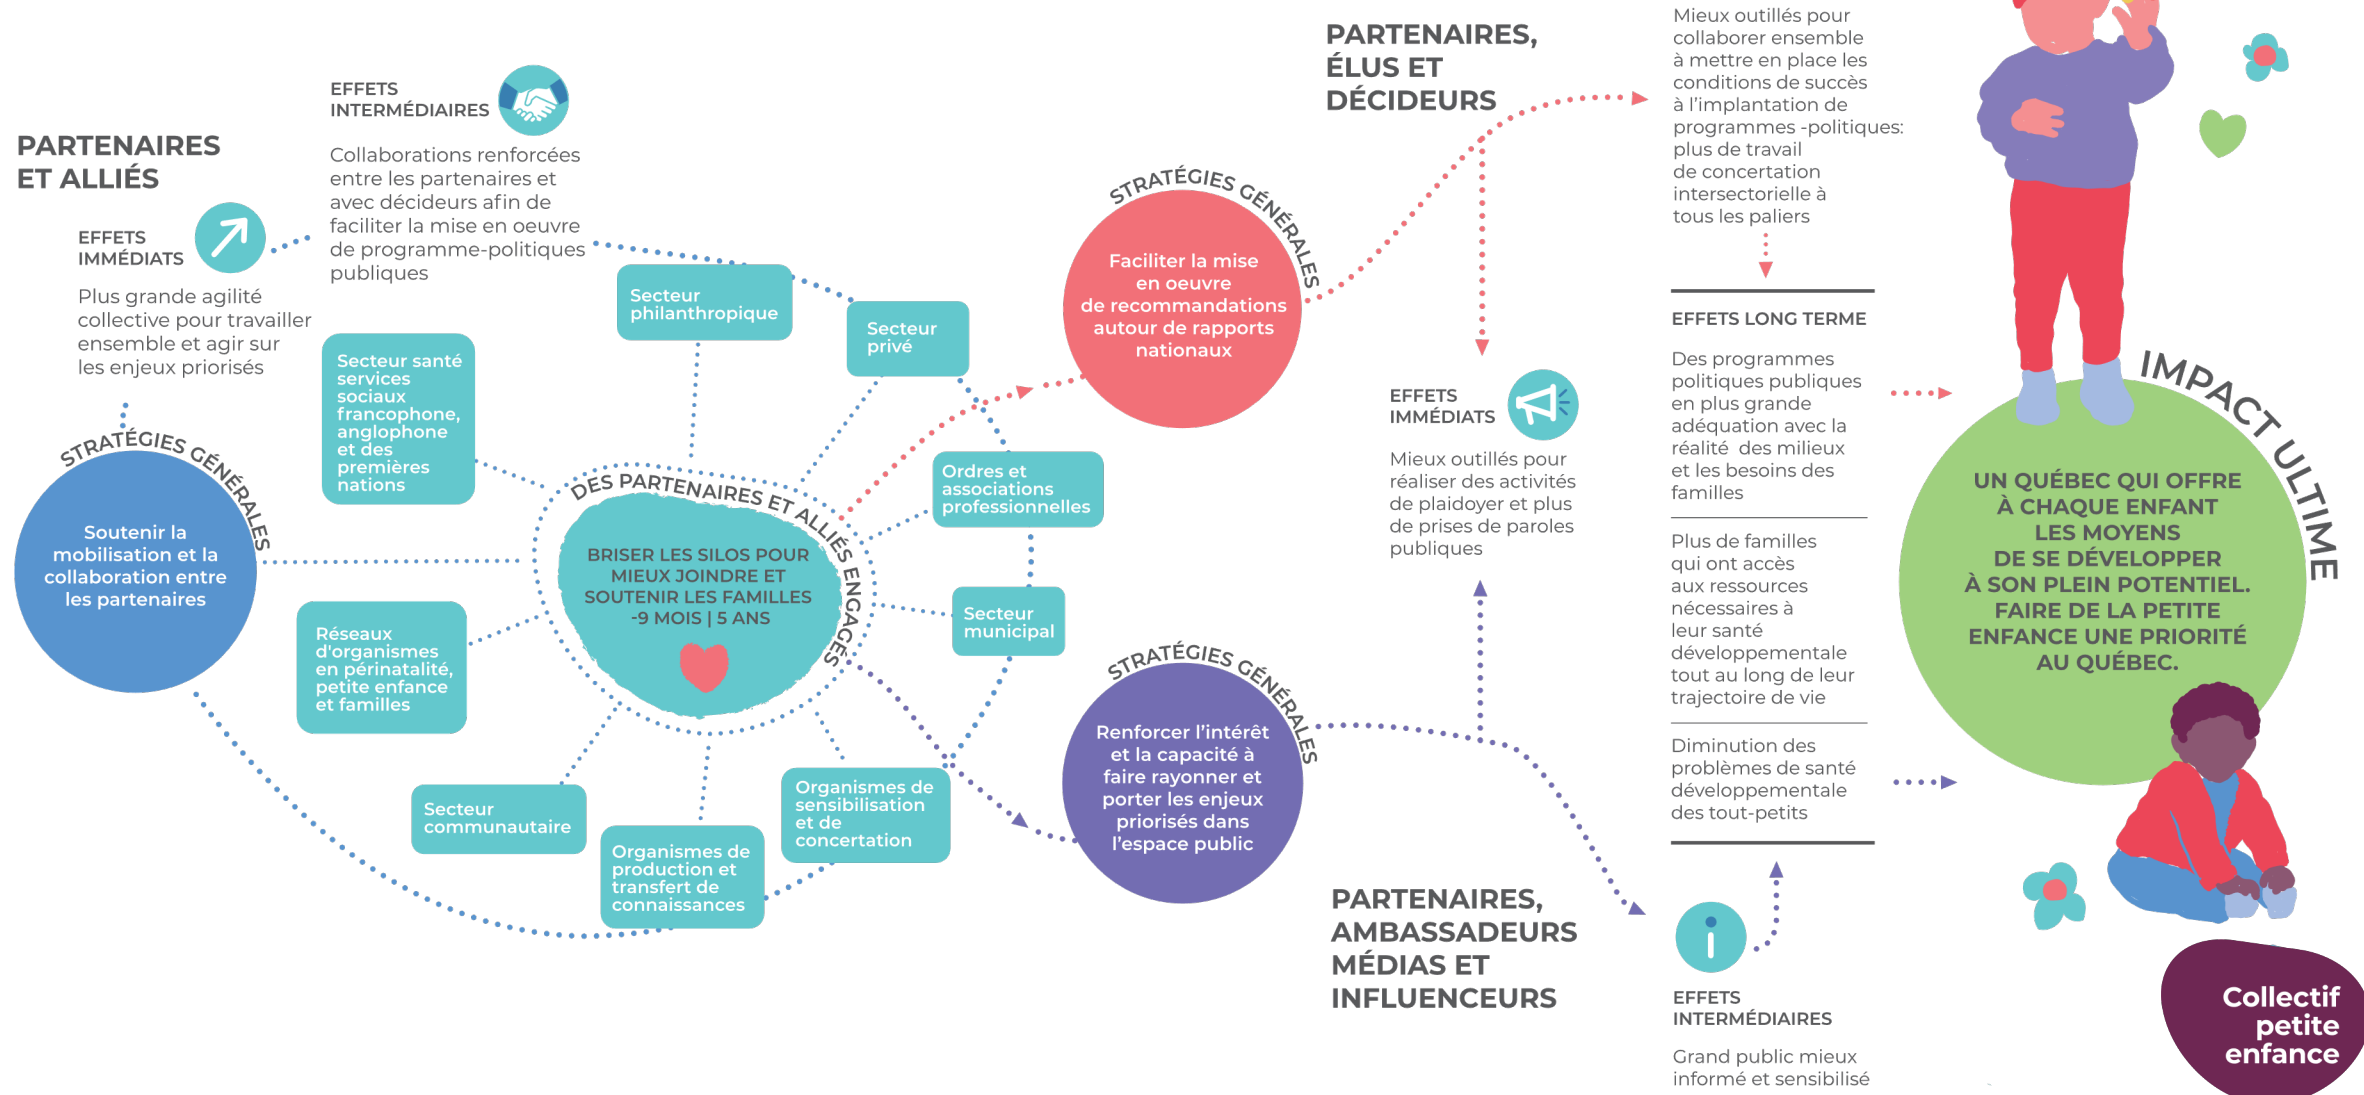 PARTENAIRES
ET ALLIÉS
EFFETS
IMMÉDIATS
Plus grande agilité
collective pour travailler
ensemble et agir sur
les enjeux priorisés
EFFETS
INTERMÉDIAIRES
Collaborations renforcées
entre les partenaires et
avec décideurs afin de
faciliter la mise en oeuvre
de programme-politiques
publiques
STRATÉGIES GÉNÉRALES
Soutenir la
mobilisation et la
collaboration entre
les partenaires
Secteur santé
services
sociaux
francophone,
anglophone
et des
premières
nations
Secteur
philanthropique
Secteur
privé
Ordres et
associations
professionnelles
Secteur
municipal
Organismes de
sensibilisation
et de
concertation
Organismes de
production et
transfert de
connaissances
Secteur
communautaire
Réseaux
d'organismes
en périnatalité,
petite enfance
et familles
DES PARTENAIRES ET ALLIÉS ENGAGÉS
BRISER LES SILOS POUR
MIEUX JOINDRE ET
SOUTENIR LES FAMILLES
-9 MOIS | 5 ANS
STRATÉGIES GÉNÉRALES
Faciliter la mise
en oeuvre
de recommandations
autour de rapports
nationaux
STRATÉGIES GÉNÉRALES
Renforcer l'intérêt
et la capacité à
faire rayonner et
porter les enjeux
priorisés dans
l'espace public
PARTENAIRES,
ÉLUS ET
DÉCIDEURS
EFFETS
IMMÉDIATS
Mieux outillés pour
réaliser des activités
de plaidoyer et plus
de prises de paroles
publiques
PARTENAIRES,
AMBASSADEURS
MÉDIAS ET
INFLUENCEURS
Mieux outillés pour
collaborer ensemble
à mettre en place les
conditions de succès
à l'implantation de
programmes -politiques:
plus de travail
de concertation
intersectorielle à
tous les paliers
EFFETS LONG TERME
Des programmes
politiques publiques
en plus grande
adéquation avec la
réalité des milieux
et les besoins des
familles
Plus de familles
qui ont accès
aux ressources
nécessaires à
leur santé
développementale
tout au long de leur
trajectoire de vie
Diminution des
problèmes de santé
développementale
des tout-petits
EFFETS
INTERMÉDIAIRES
Grand public mieux
informé et sensibilisé
IMPACT ULTIME
UN QUÉBEC QUI OFFRE
À CHAQUE ENFANT
LES MOYENS
DE SE DÉVELOPPER
À SON PLEIN POTENTIEL.
FAIRE DE LA PETITE
ENFANCE UNE PRIORITÉ
AU QUÉBEC.
Collectif
petite
enfance